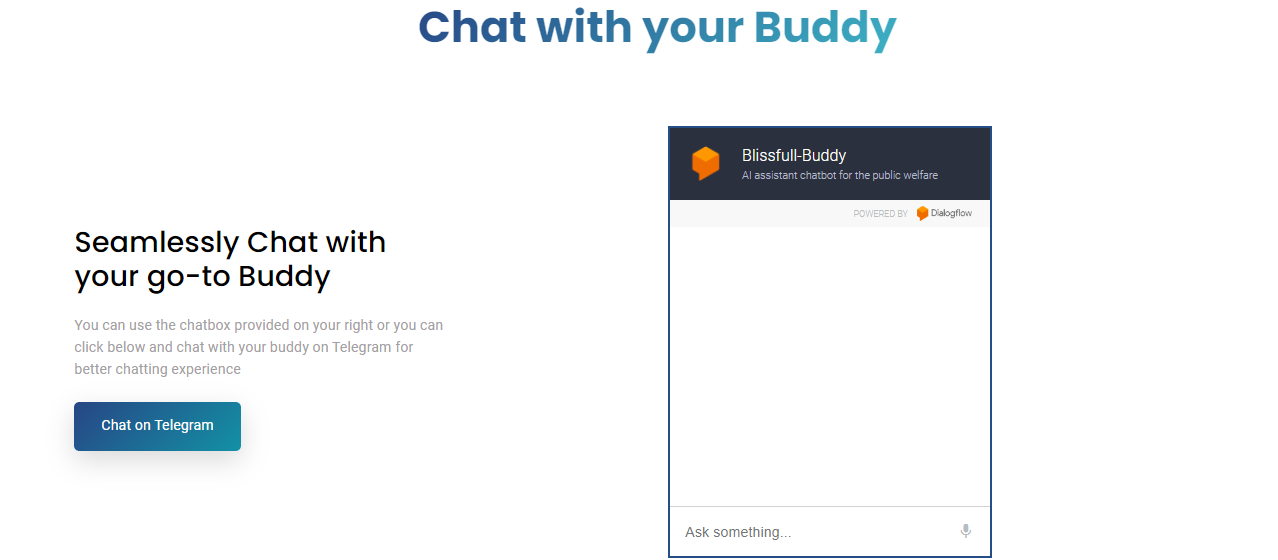 Chat with your Buddy
Seamlessly Chat with
your go-to Buddy
You can use the chatbox provided on your right or you can
click below and chat with your buddy on Telegram for
better chatting experience
Chat on Telegram
Blissfull-Buddy
AI assistant chatbot for the public welfare
POWERED BY Dialogflow
Ask something...